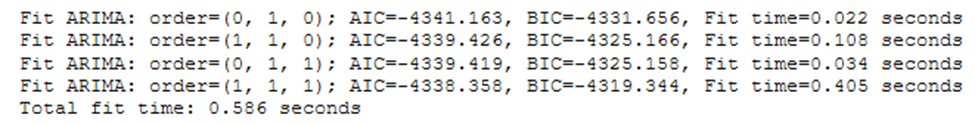 Fit ARIMA: order=(0, 1, 0); AIC=-4341.163, BIC=-4331.656, Fit time=0.022 seconds
Fit ARIMA: order=(1, 1, 0); AIC=-4339.426, BIC=-4325.166, Fit time=0.108 seconds
Fit ARIMA: order=(0, 1, 1); AIC=-4339.419, BIC=-4325.158, Fit time=0.034 seconds
Fit ARIMA: order=(1, 1, 1); AIC=-4338.358, BIC=-4319.344, Fit time=0.405 seconds
Total fit time: 0.586 seconds